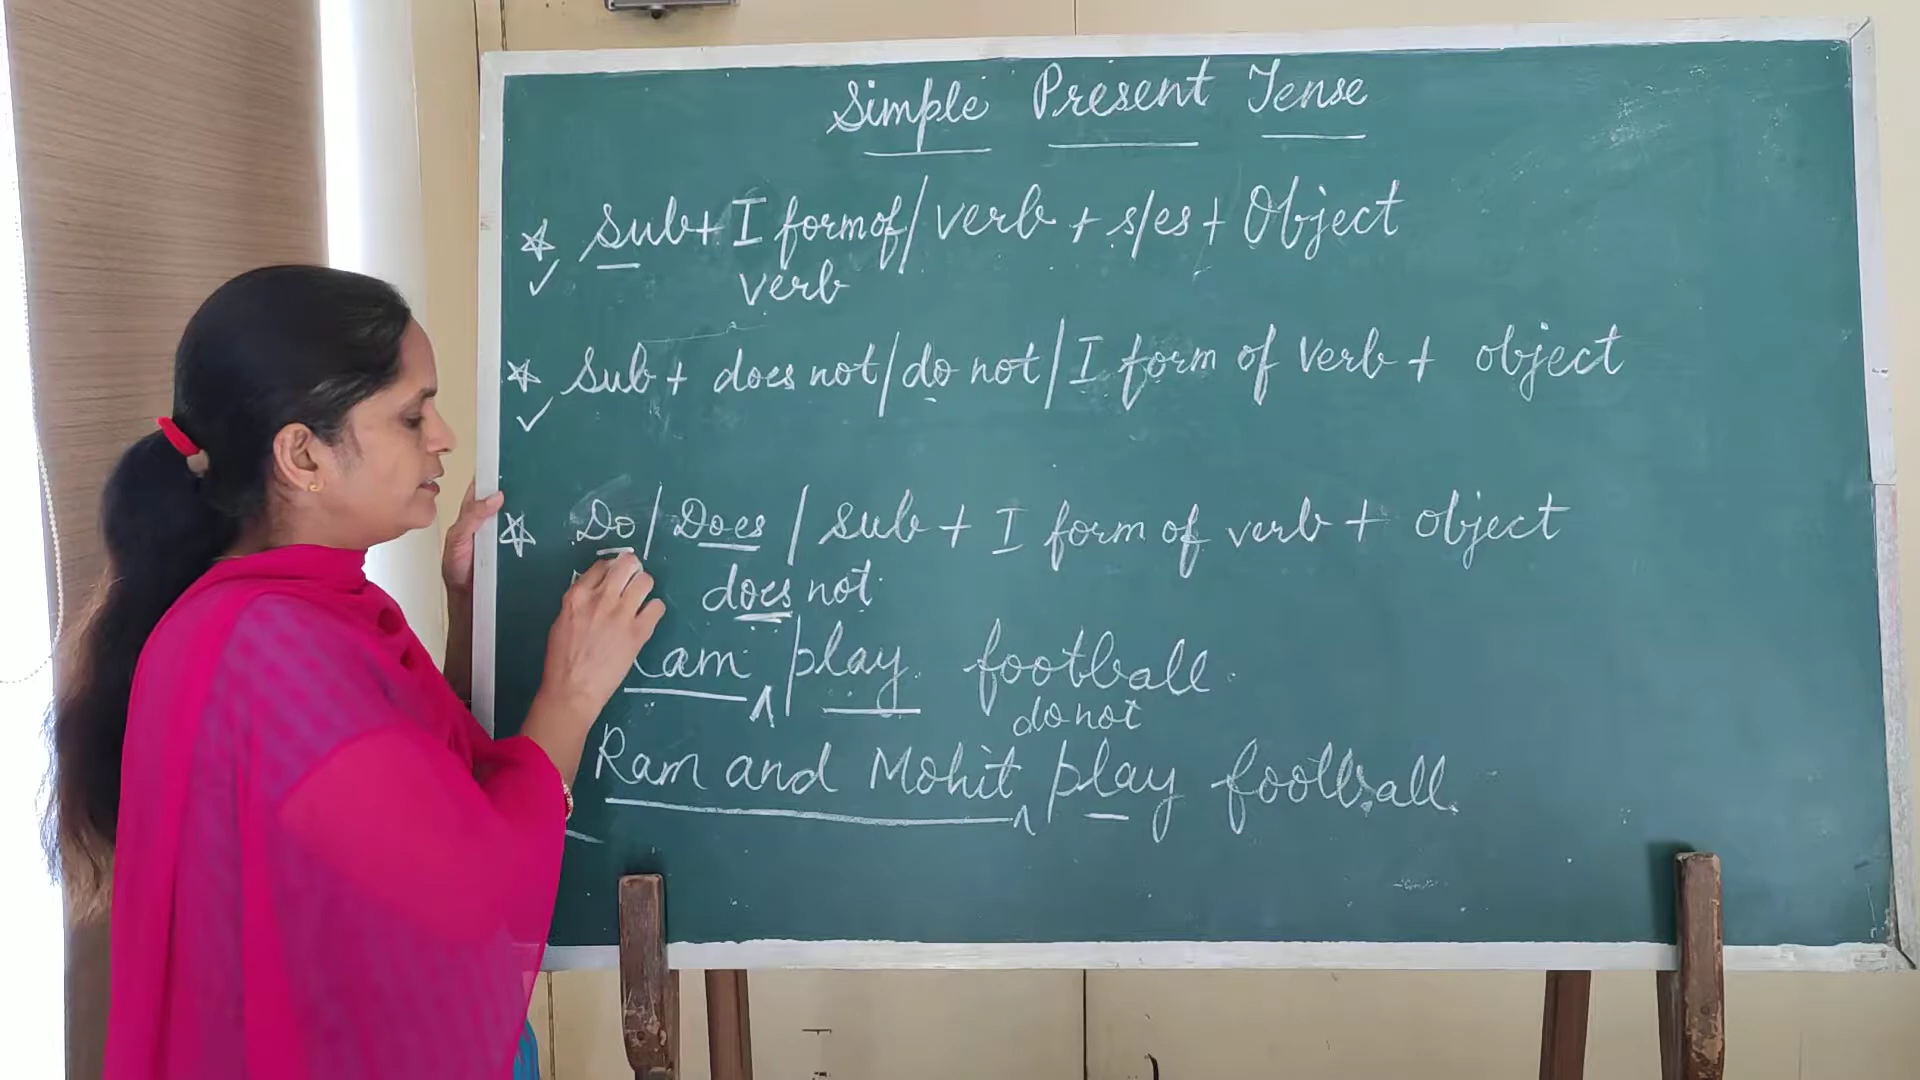 Simple Present Tense
☆ sub + I form of / verb + s/es + Object
✓ verb
☆ sub + does not / do not / I form of verb + object
✓
☆ Do / Does / sub + I form of verb + object
does not
Ram ^ play football.
do not
Ram and Mohit ^ play football.